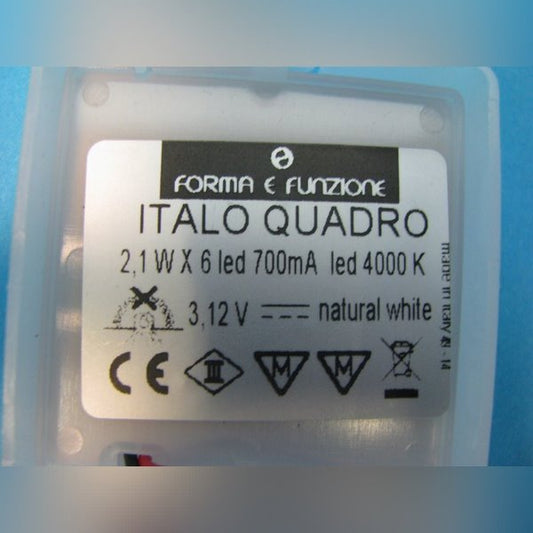 FORMA E FUNZIONE
ITALO QUADRO
2,1 W X 6 led 700mA led 4000 K
3,12 V natural white
CE III M M
made in italy